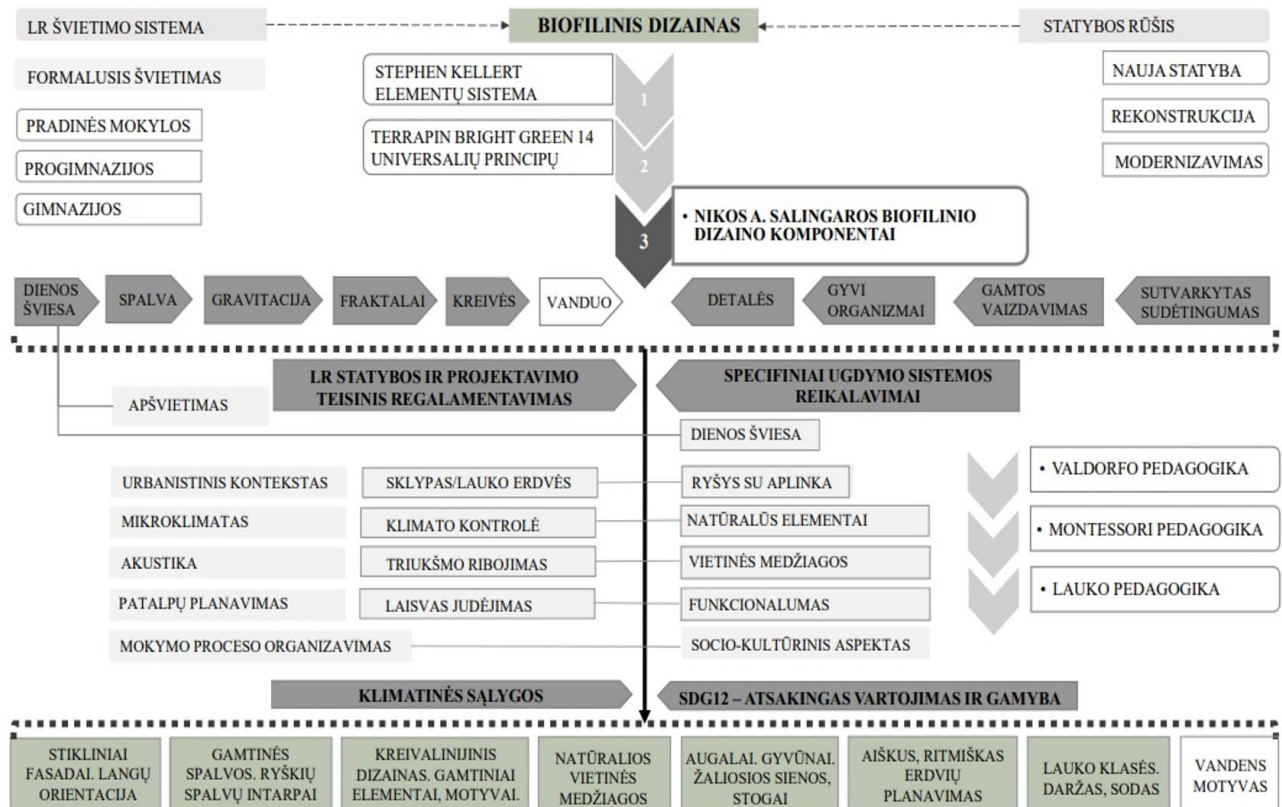 LR ŠVIETIMO SISTEMA
BIOFILINIS DIZAINAS
STATYBOS RŪŠIS
FORMALUSIS ŠVIETIMAS
PRADINĖS MOKYLOS
PROGIMNAZIJOS
GIMNAZIJOS
STEPHEN KELLERT
ELEMENTŲ SISTEMA
1
TERRAPIN BRIGHT GREEN 14
UNIVERSALIŲ PRINCIPŲ
2
3
• NIKOS A. SALINGAROS BIOFILINIO
DIZAINO KOMPONENTAI
NAUJA STATYBA
REKONSTRUKCIJA
MODERNIZAVIMAS
DIENOS
ŠVIESA
SPALVA
GRAVITACIJA
FRAKTALAI
KREIVĖS
VANDUO
DETALĖS
GYVI
ORGANIZMAI
GAMTOS
VAIZDAVIMAS
SUTVARKYTAS
SUDĖTINGUMAS
LR STATYBOS IR PROJEKTAVIMO
TEISINIS REGALAMENTAVIMAS
SPECIFINIAI UGDYMO SISTEMOS
REIKALAVIMAI
APŠVIETIMAS
DIENOS ŠVIESA
URBANISTINIS KONTEKSTAS
SKLYPAS/LAUKO ERDVĖS
RYŠYS SU APLINKA
MIKROKLIMATAS
KLIMATO KONTROLĖ
NATŪRALŪS ELEMENTAI
AKUSTIKA
TRIUKŠMO RIBOJIMAS
VIETINĖS MEDŽIAGOS
PATALPŲ PLANAVIMAS
LAISVAS JUDĖJIMAS
FUNKCIONALUMAS
MOKYMO PROCESO ORGANIZAVIMAS
SOCIO-KULTŪRINIS ASPEKTAS
• VALDORFO PEDAGOGIKA
• MONTESSORI PEDAGOGIKA
• LAUKO PEDAGOGIKA
KLIMATINĖS SĄLYGOS
SDG12 – ATSAKINGAS VARTOJIMAS IR GAMYBA
STIKLINIAI
FASADAI. LANGŲ
ORIENTACIJA
GAMTINĖS
SPALVOS. RYŠKIŲ
SPALVŲ INTARPAI
KREIVALINIJINIS
DIZAINAS. GAMTINIAI
ELEMENTAI, MOTYVAI.
NATŪRALIOS
VIETINĖS
MEDŽIAGOS
AUGALAI. GYVŪNAI.
ŽALIOSIOS SIENOS,
STOGAI
AIŠKUS, RITMIŠKAS
ERDVIŲ
PLANAVIMAS
LAUKO KLASĖS.
DARŽAS, SODAS
VANDENS
MOTYVAS